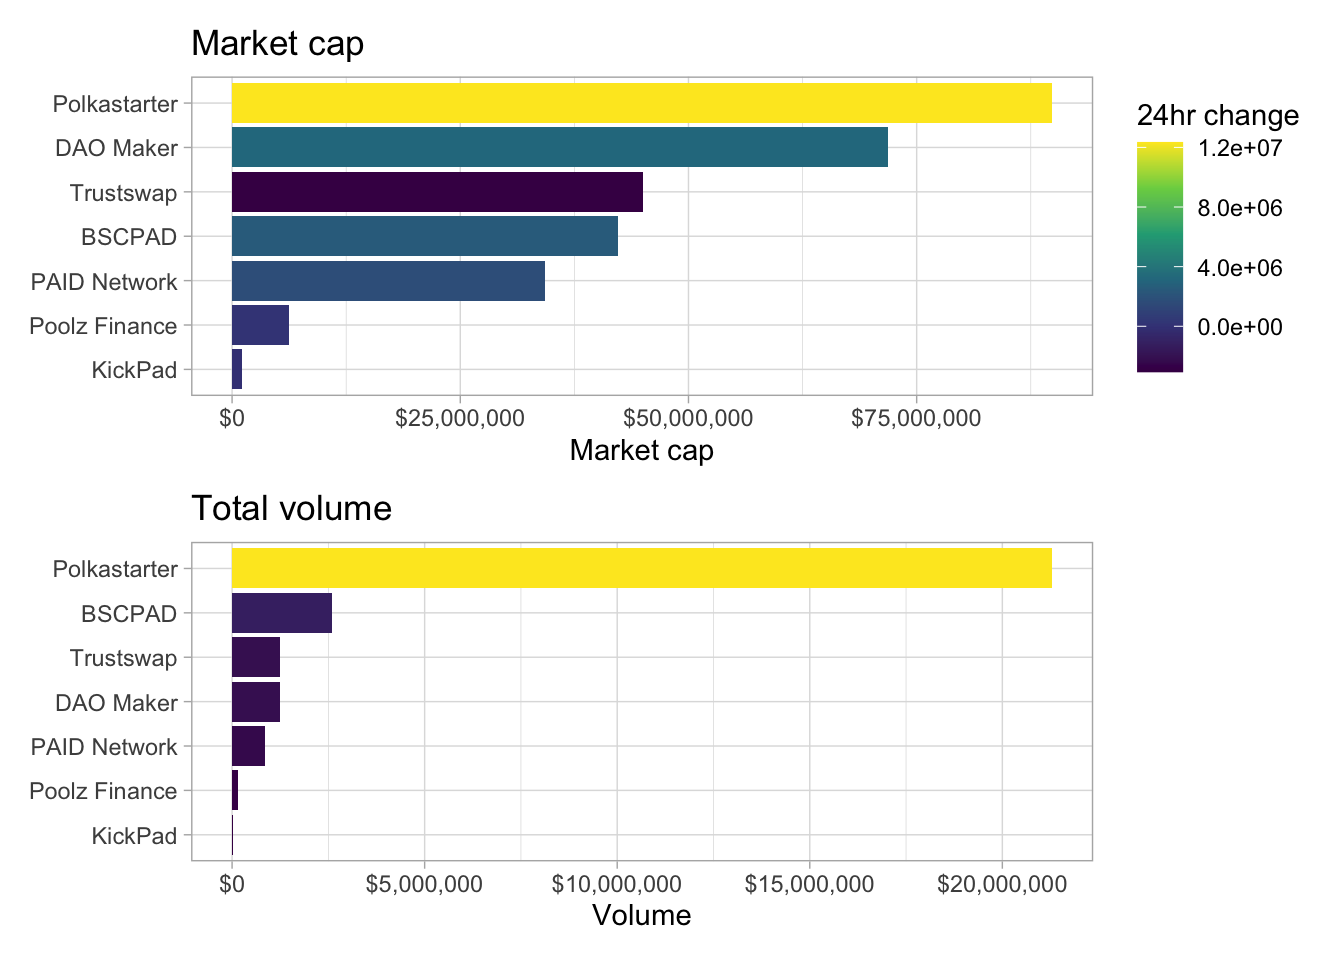 Market cap
Polkastarter
DAO Maker
Trustswap
BSCPAD
PAID Network
Poolz Finance
KickPad
$0 $25,000,000 $50,000,000 $75,000,000
Market cap
24hr change
1.2e+07
8.0e+06
4.0e+06
0.0e+00
Total volume
Polkastarter
BSCPAD
Trustswap
DAO Maker
PAID Network
Poolz Finance
KickPad
$0 $5,000,000 $10,000,000 $15,000,000 $20,000,000
Volume